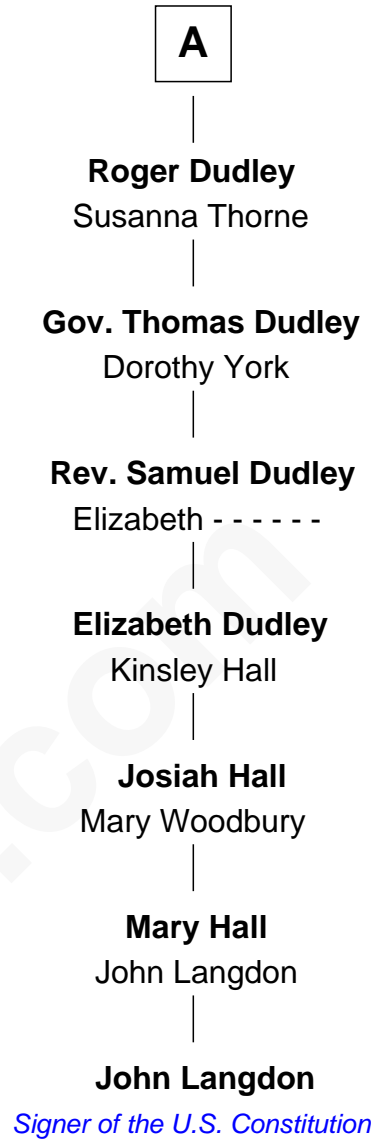 A
Roger Dudley
Susanna Thorne
Gov. Thomas Dudley
Dorothy York
Rev. Samuel Dudley
Elizabeth - - - - - -
Elizabeth Dudley
Kinsley Hall
Josiah Hall
Mary Woodbury
Mary Hall
John Langdon
John Langdon
Signer of the U.S. Constitution
.com